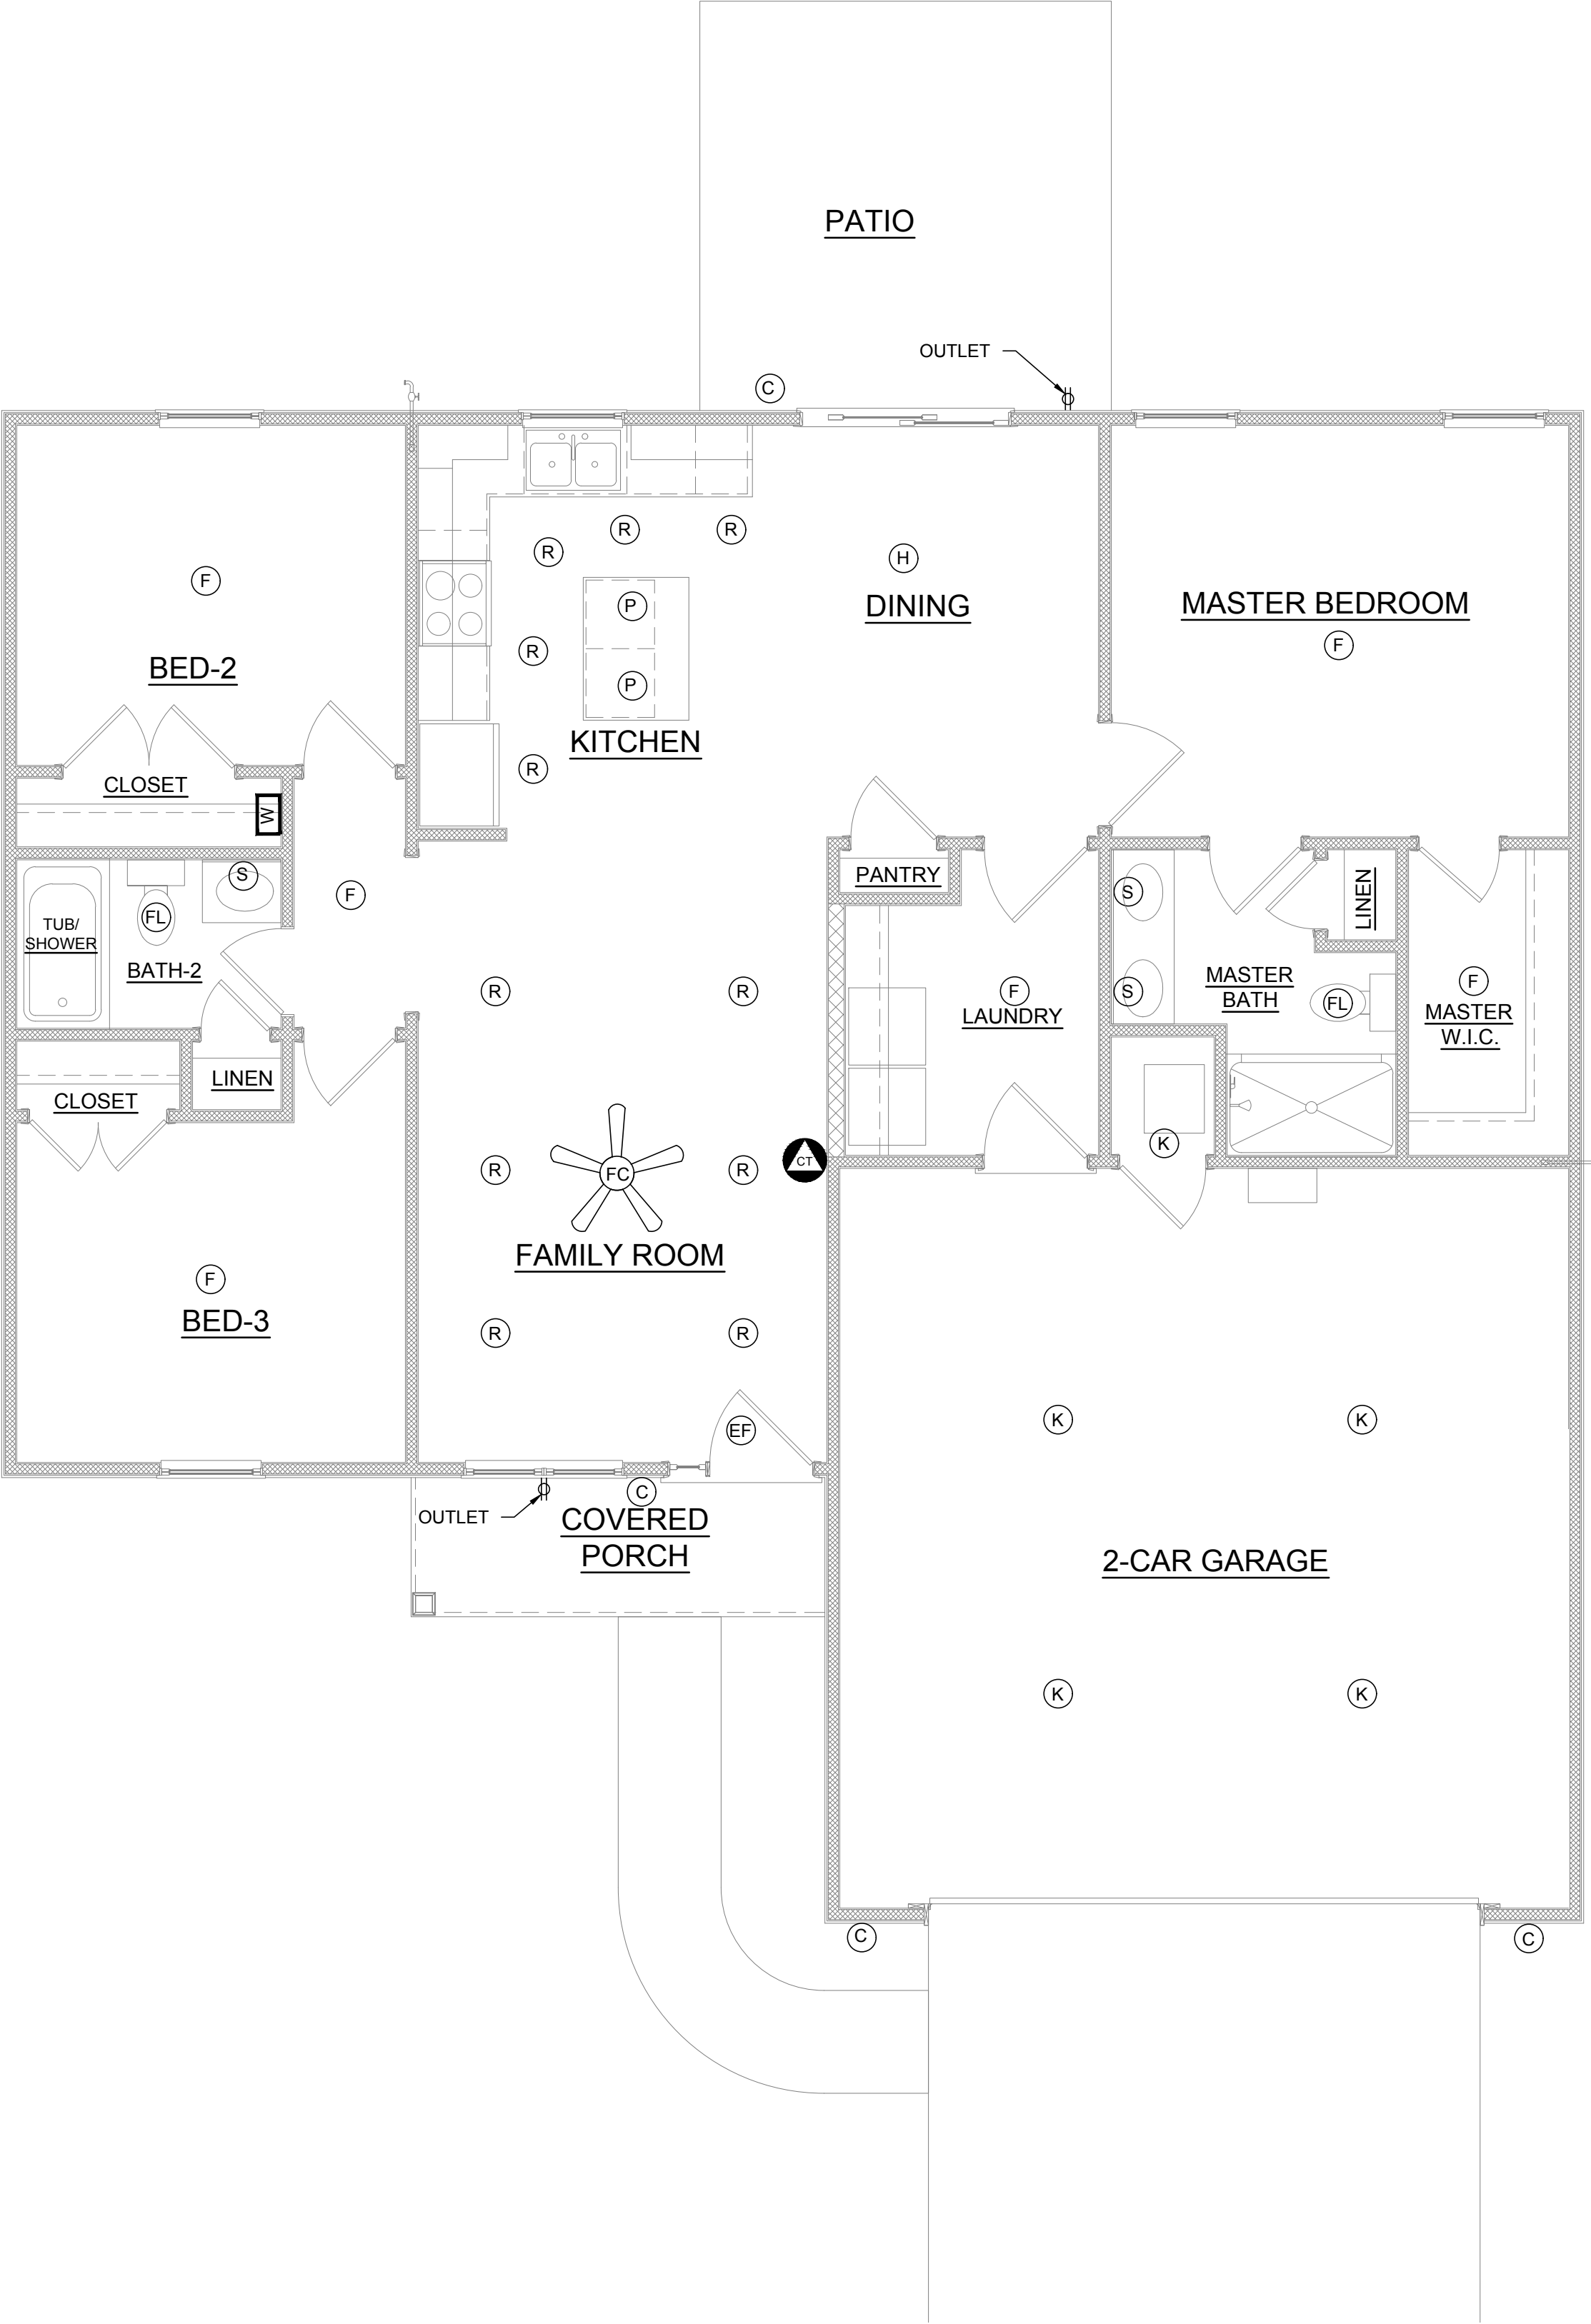 PATIO
OUTLET
C
R
R
R
H
F
P
DINING
MASTER BEDROOM
F
R
BED-2
P
KITCHEN
R
CLOSET
W
S
PANTRY
F
S
LINEN
FL
TUB/
SHOWER
BATH-2
MASTER
BATH
R
R
F
S
FL
F
LAUNDRY
MASTER
W.I.C.
LINEN
CLOSET
K
R
FC
R
CT
FAMILY ROOM
F
BED-3
R
R
EF
K
K
C
OUTLET
COVERED
PORCH
2-CAR GARAGE
K
K
C
C